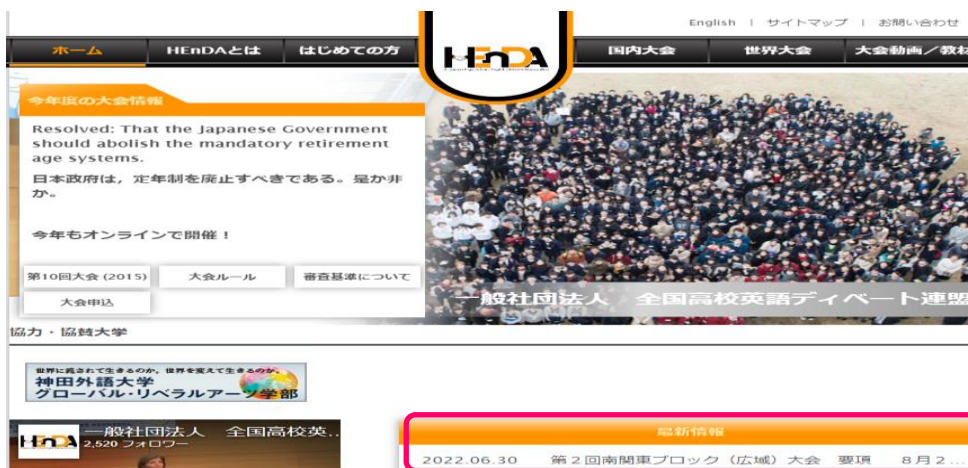 English | サイトマップ | お問い合わせ
ホーム HEnDAとは はじめての方 HEnDA 国内大会 世界大会 大会動画／教材
今年度の大会情報
Resolved: That the Japanese Government
should abolish the mandatory retirement
age systems.
日本政府は，定年制を廃止すべきである。是か非
か。
今年もオンラインで開催！
第10回大会 (2015) 大会ルール 審査基準について
大会申込
一般社団法人 全国高校英語ディベート連盟
協力・協賛大学
世界に流されて生きるのか，世界を変えて生きるのか。
神田外語大学
グローバル・リベラルアーツ学部
HEnDA 一般社団法人 全国高校英..
2,520 フォロワー
最新情報
2022.06.30 第２回南関東ブロック（広域）大会 要項 ８月２...